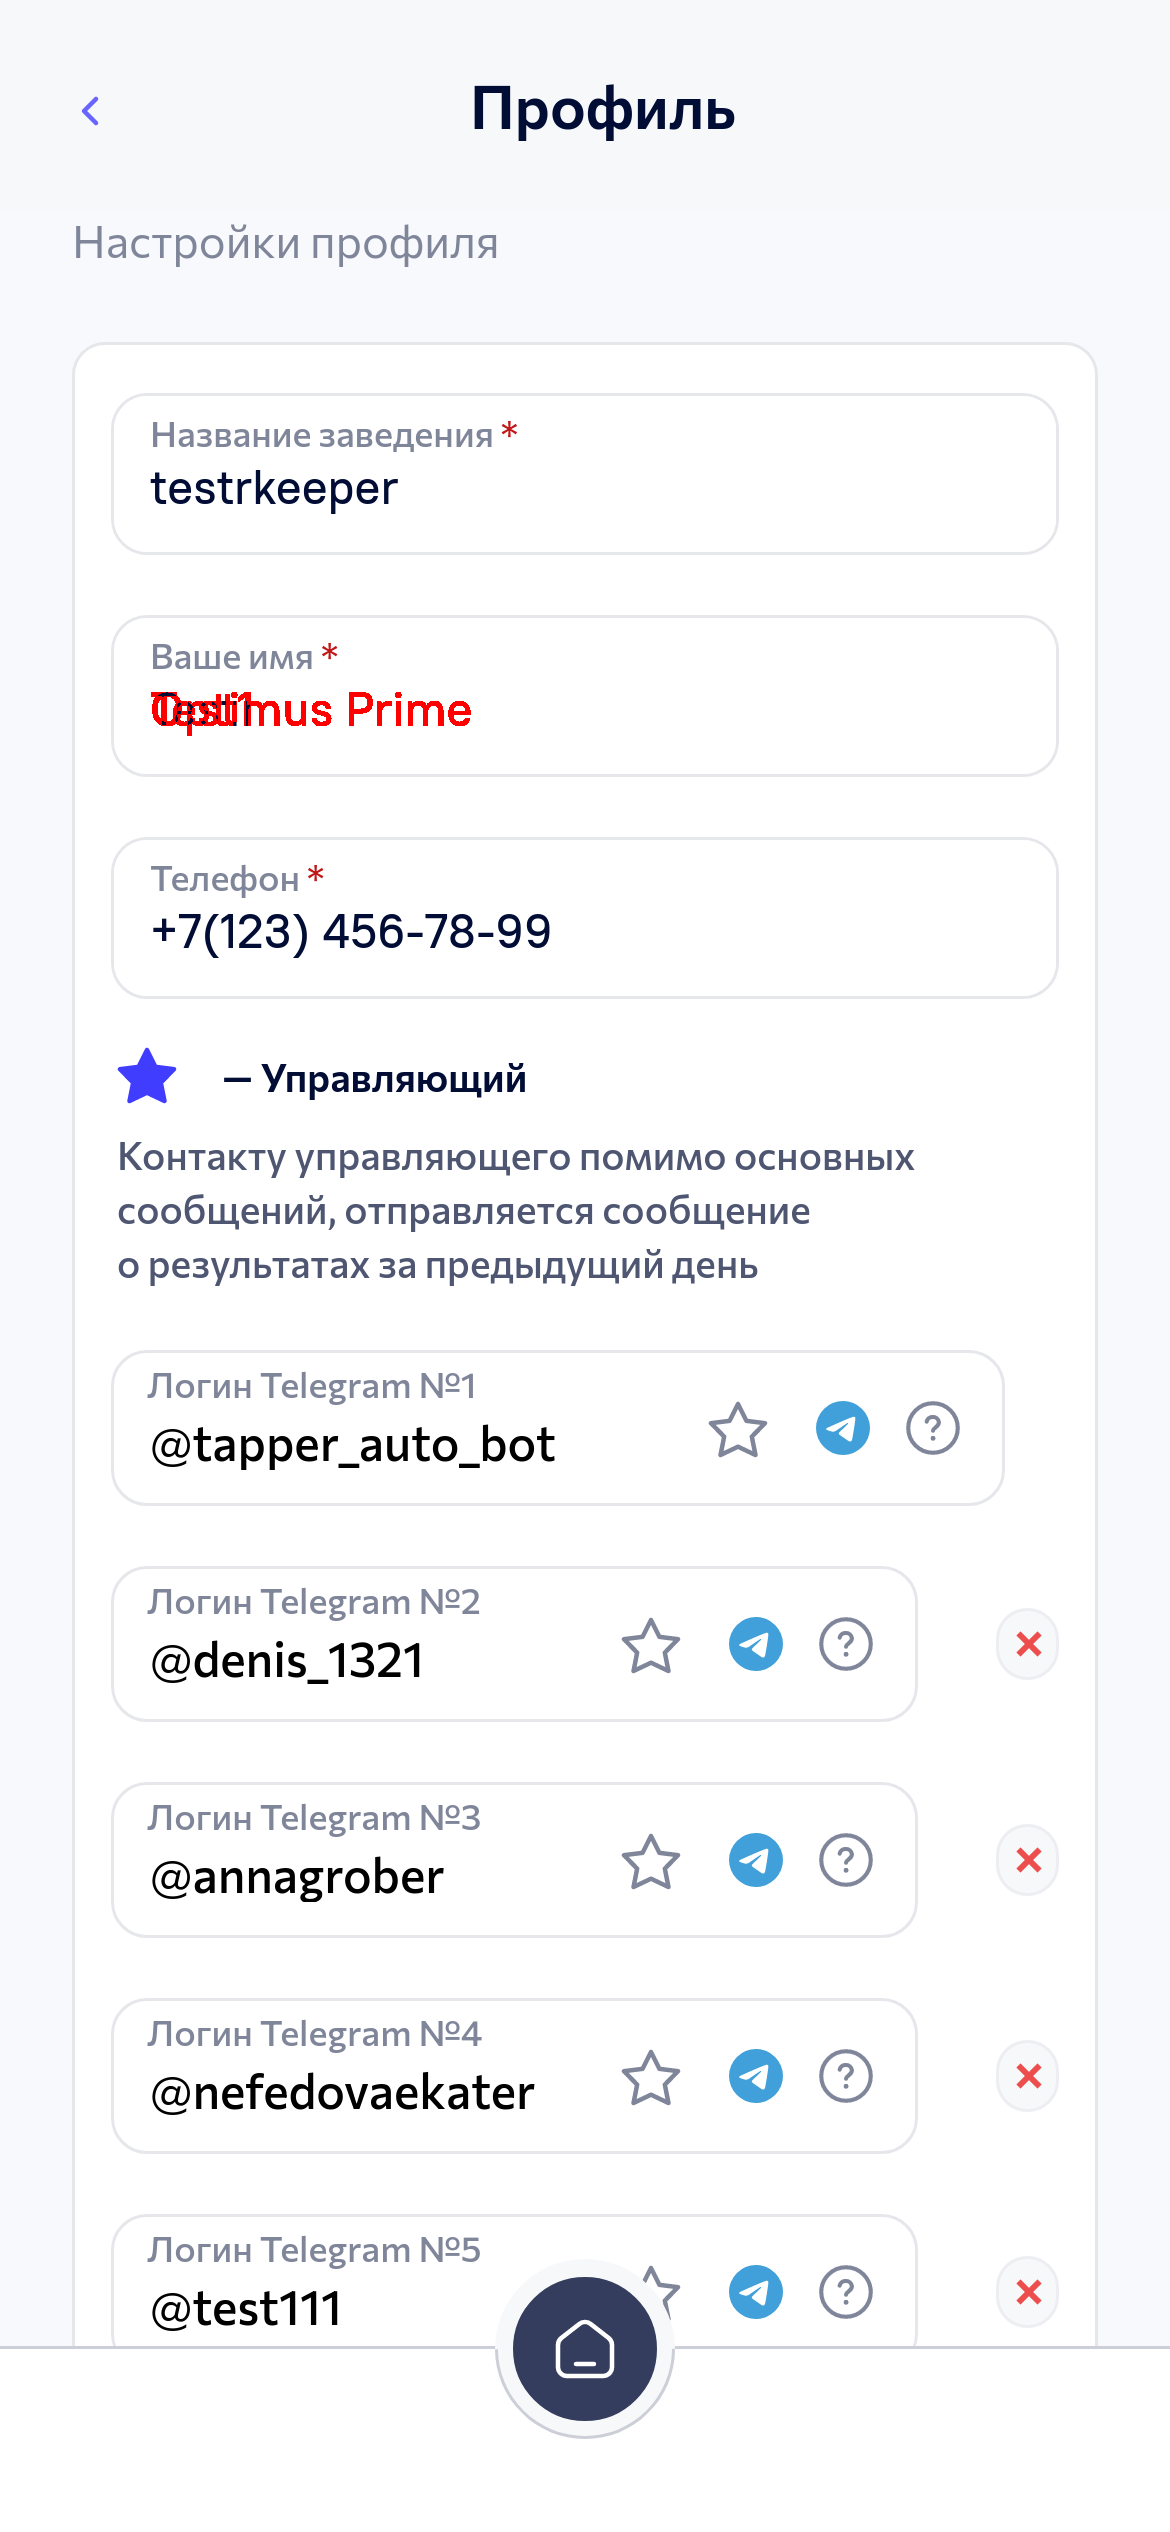 Профиль
Настройки профиля
Название заведения *
testrkeeper
Ваше имя *
Prime
Телефон *
+7(123) 456-78-99
— Управляющий
Контакту управляющего помимо основных
сообщений, отправляется сообщение
о результатах за предыдущий день
Логин Telegram №1
@tapper_auto_bot
Логин Telegram №2
@denis_1321
Логин Telegram №3
@annagrober
Логин Telegram №4
@nefedovaekater
Логин Telegram №5
@test111